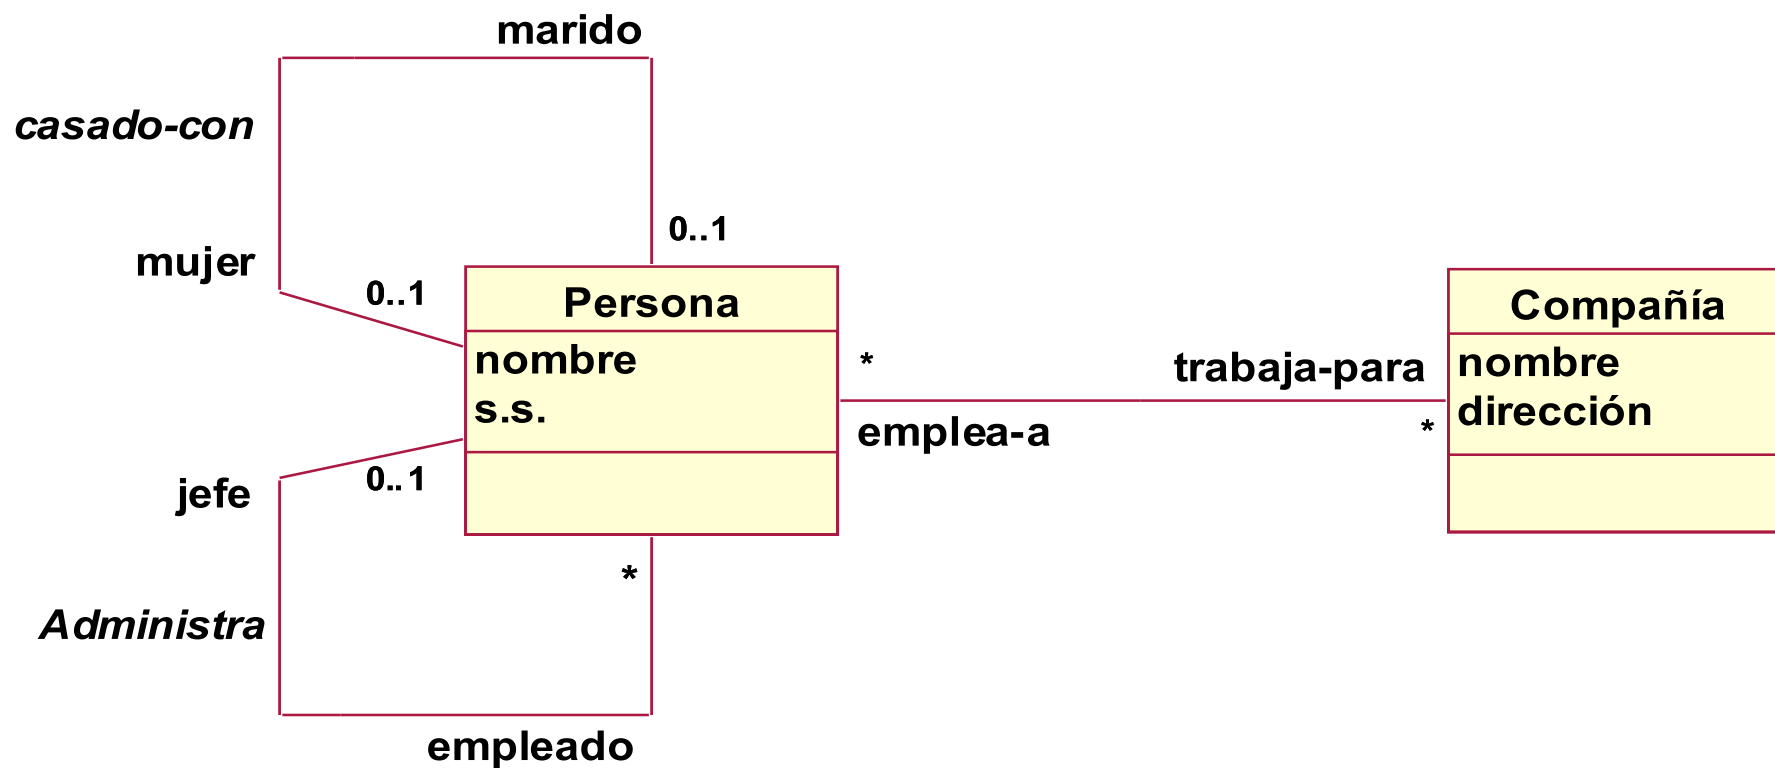 marido
casado-con
0..1
mujer
0..1
Persona
Compañía
nombre
s.s.
*
trabaja-para
nombre
dirección
emplea-a
*
jefe
0..1
*
Administra
empleado